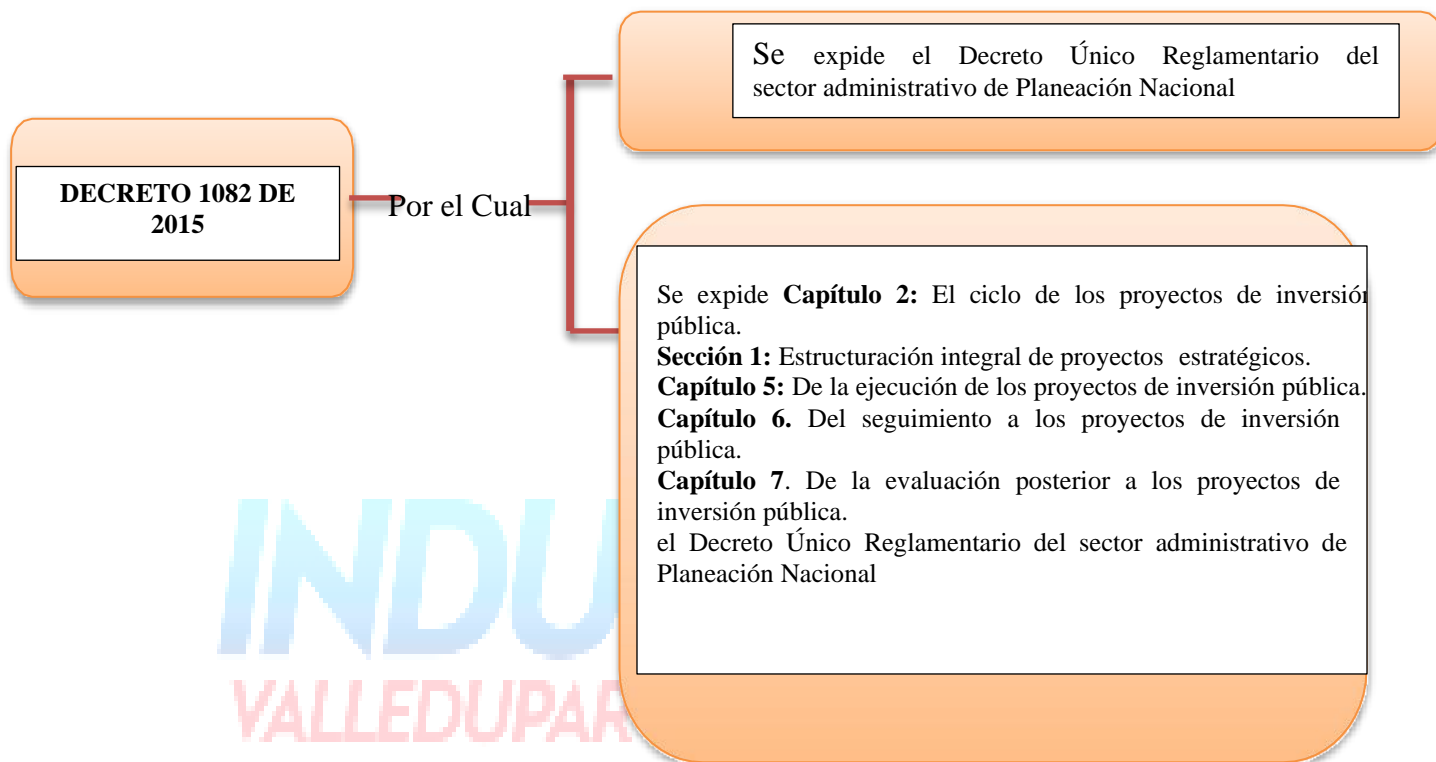 Se expide el Decreto Único Reglamentario del
sector administrativo de Planeación Nacional
DECRETO 1082 DE
2015
Por el Cual
Se expide Capítulo 2: El ciclo de los proyectos de inversión
pública.
Sección 1: Estructuración integral de proyectos estratégicos.
Capítulo 5: De la ejecución de los proyectos de inversión pública.
Capítulo 6. Del seguimiento a los proyectos de inversión
pública.
Capítulo 7. De la evaluación posterior a los proyectos de
inversión pública.
el Decreto Único Reglamentario del sector administrativo de
Planeación Nacional
INDU
VALLEDUPAR